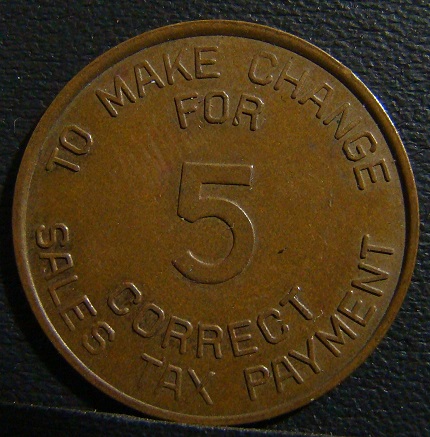 TO MAKE CHANGE
FOR
5
CORRECT
SALES TAX PAYMENT